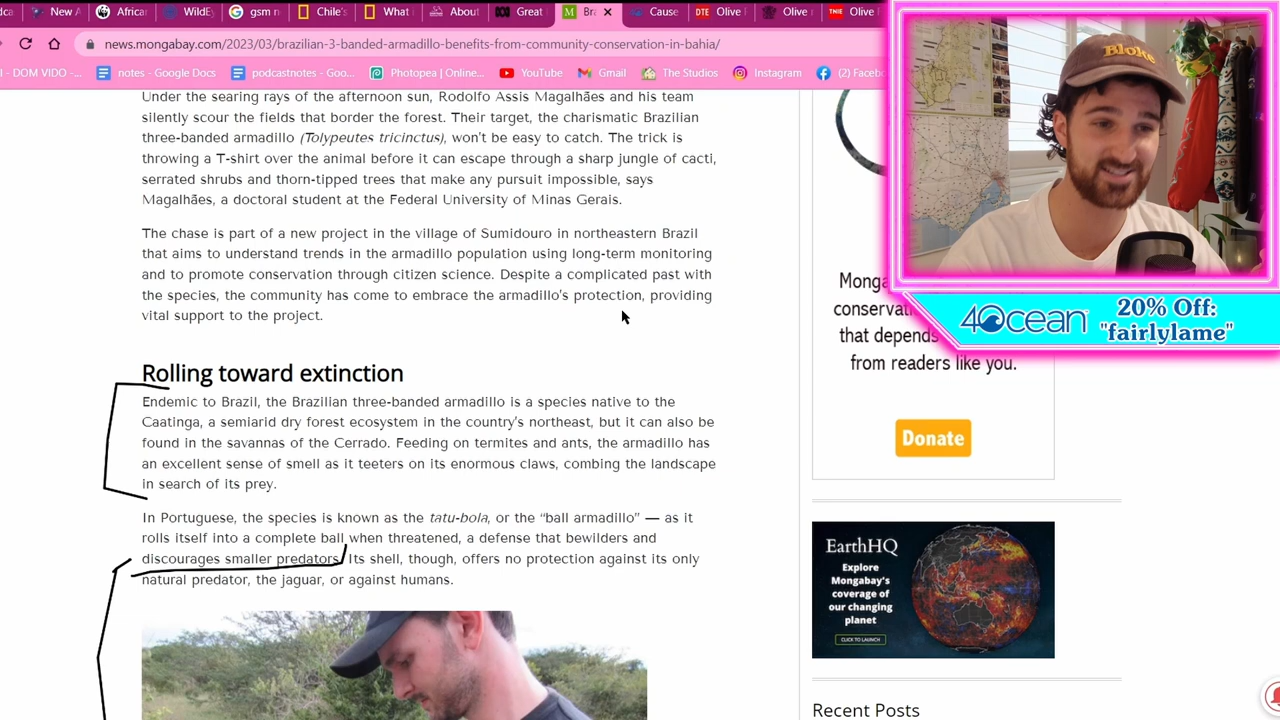 New A
African
WildE
gsm n
Chile's
What i
About
Great
Bra
Cause
Olive I
Olive r
Olive
news.mongabay.com/2023/03/brazilian-3-banded-armadillo-benefits-from-community-conservation-in-bahia/
l - DOM VIDO -...
notes - Google Docs
podcastnotes - Goo...
Photopea | Online...
YouTube
Gmail
The Studios
Instagram
(2) Facebo
Under the searing rays of the afternoon sun, Rodolfo Assis Magalhães and his team
silently scour the fields that border the forest. Their target, the charismatic Brazilian
three-banded armadillo (Tolypeutes tricinctus), won't be easy to catch. The trick is
throwing a T-shirt over the animal before it can escape through a sharp jungle of cacti,
serrated shrubs and thorn-tipped trees that make any pursuit impossible, says
Magalhães, a doctoral student at the Federal University of Minas Gerais.
The chase is part of a new project in the village of Sumidouro in northeastern Brazil
that aims to understand trends in the armadillo population using long-term monitoring
and to promote conservation through citizen science. Despite a complicated past with
the species, the community has come to embrace the armadillo's protection, providing
vital support to the project.
Rolling toward extinction
Endemic to Brazil, the Brazilian three-banded armadillo is a species native to the
Caatinga, a semiarid dry forest ecosystem in the country's northeast, but it can also be
found in the savannas of the Cerrado. Feeding on termites and ants, the armadillo has
an excellent sense of smell as it teeters on its enormous claws, combing the landscape
in search of its prey.
In Portuguese, the species is known as the tatu-bola, or the “ball armadillo” — as it
rolls itself into a complete ball when threatened, a defense that bewilders and
discourages smaller predators. Its shell, though, offers no protection against its only
natural predator, the jaguar, or against humans.
Bloke
4Ocean
20% Off:
"fairlylame"
Monga
conservat
that depends
from readers like you.
Donate
EarthHQ
Explore
Mongabay's
coverage of
our changing
planet
CLICK TO LAUNCH
Recent Posts